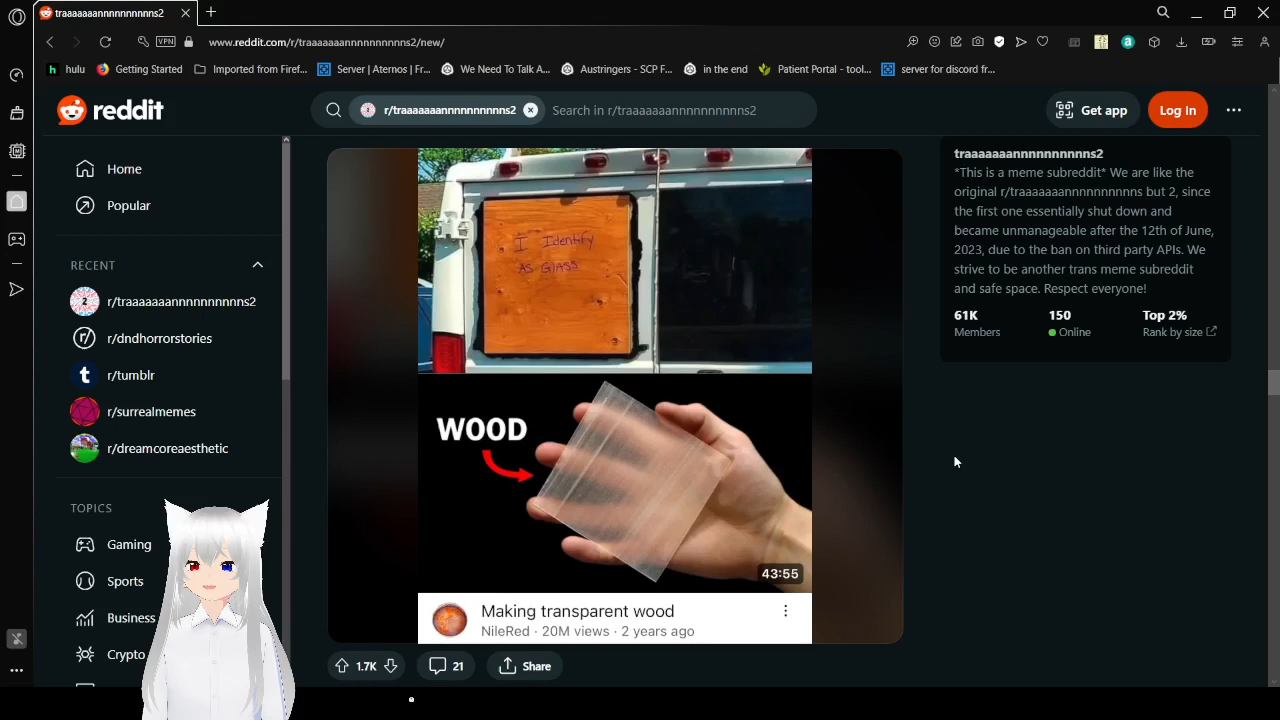 traaaaaaannnnnnnnnns2
VPN
www.reddit.com/r/traaaaaaannnnnnnnnns2/new/
hulu
Getting Started
Imported from Firef...
Server | Aternos | Fr...
We Need To Talk A...
Austringers - SCP F...
in the end
Patient Portal - tool...
server for discord fr...
reddit
r/traaaaaaannnnnnnnnns2
Search in r/traaaaaaannnnnnnnnns2
Get app
Log In
Home
Popular
RECENT
r/traaaaaaannnnnnnnnns2
r/dndhorrorstories
r/tumblr
r/surrealmemes
r/dreamcoreaesthetic
TOPICS
Gaming
Sports
Business
Crypto
I Identify
AS GlASS
WOOD
43:55
Making transparent wood
NileRed · 20M views · 2 years ago
1.7K
21
Share
traaaaaaannnnnnnnnns2
*This is a meme subreddit* We are like the
original r/traaaaaaannnnnnnnnns but 2, since
the first one essentially shut down and
became unmanageable after the 12th of June,
2023, due to the ban on third party APIs. We
strive to be another trans meme subreddit
and safe space. Respect everyone!
61K
Members
150
Online
Top 2%
Rank by size